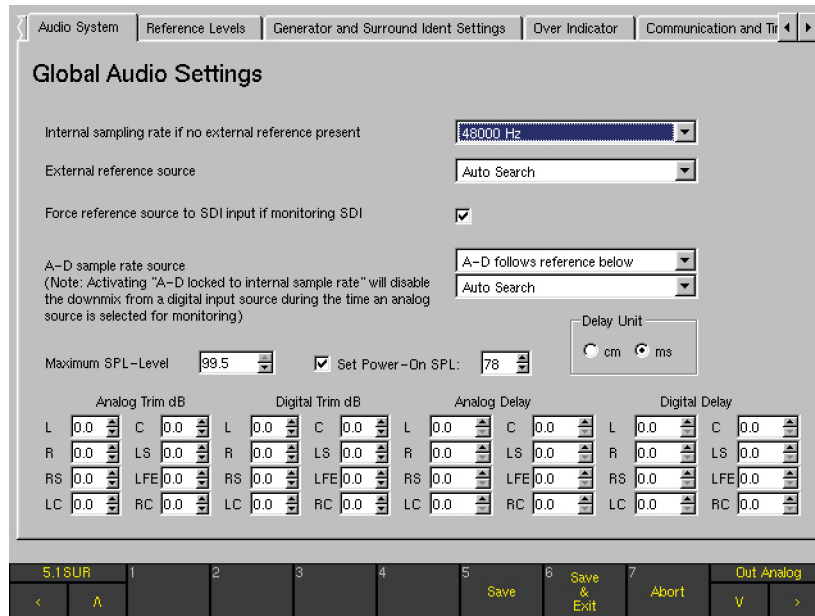 Audio System Reference Levels Generator and Surround Ident Settings Over Indicator Communication and Tir
Global Audio Settings
Internal sampling rate if no external reference present 48000 Hz
External reference source Auto Search
Force reference source to SDI input if monitoring SDI
A-D sample rate source A-D follows reference below
(Note: Activating "A-D locked to internal sample rate" will disable Auto Search
the downmix from a digital input source during the time an analog
source is selected for monitoring)
Delay Unit
cm ms
Maximum SPL-Level 99.5 Set Power-On SPL: 78
Analog Trim dB Digital Trim dB Analog Delay Digital Delay
L 0.0 C 0.0 L 0.0 C 0.0 L 0.0 C 0.0 L 0.0 C 0.0
R 0.0 LS 0.0 R 0.0 LS 0.0 R 0.0 LS 0.0 R 0.0 LS 0.0
RS 0.0 LFE 0.0 RS 0.0 LFE 0.0 RS 0.0 LFE 0.0 RS 0.0 LFE 0.0
LC 0.0 RC 0.0 LC 0.0 RC 0.0 LC 0.0 RC 0.0 LC 0.0 RC 0.0
5.1SUR 1 2 3 4 5 Save 6 Save & Exit 7 Abort Out Analog
< Λ V >